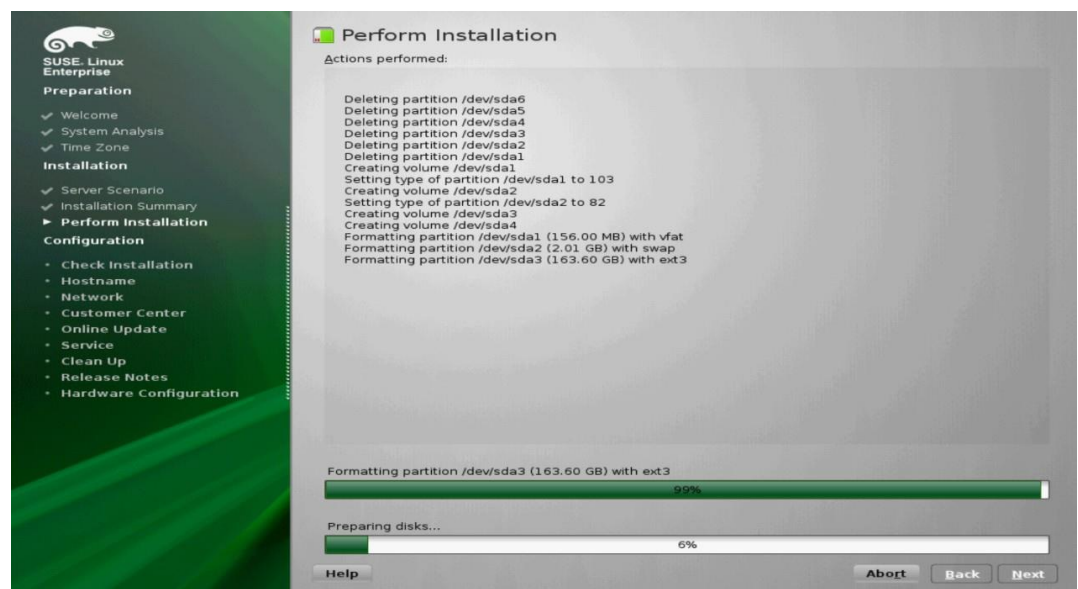 SUSE. Linux
Enterprise
Preparation
Welcome
System Analysis
Time Zone
Installation
Server Scenario
Installation Summary
Perform Installation
Configuration
Check Installation
Hostname
Network
Customer Center
Online Update
Service
Clean Up
Release Notes
Hardware Configuration
Perform Installation
Actions performed:
Deleting partition /dev/sda6
Deleting partition /dev/sda5
Deleting partition /dev/sda4
Deleting partition /dev/sda3
Deleting partition /dev/sda2
Deleting partition /dev/sda1
Creating volume /dev/sda1
Setting type of partition /dev/sda1 to 103
Creating volume /dev/sda2
Setting type of partition /dev/sda2 to 82
Creating volume /dev/sda3
Creating volume /dev/sda4
Formatting partition /dev/sda1 (156.00 MB) with vfat
Formatting partition /dev/sda2 (2.01 GB) with swap
Formatting partition /dev/sda3 (163.60 GB) with ext3
Formatting partition /dev/sda3 (163.60 GB) with ext3
99%
Preparing disks...
6%
Help Abort Back Next